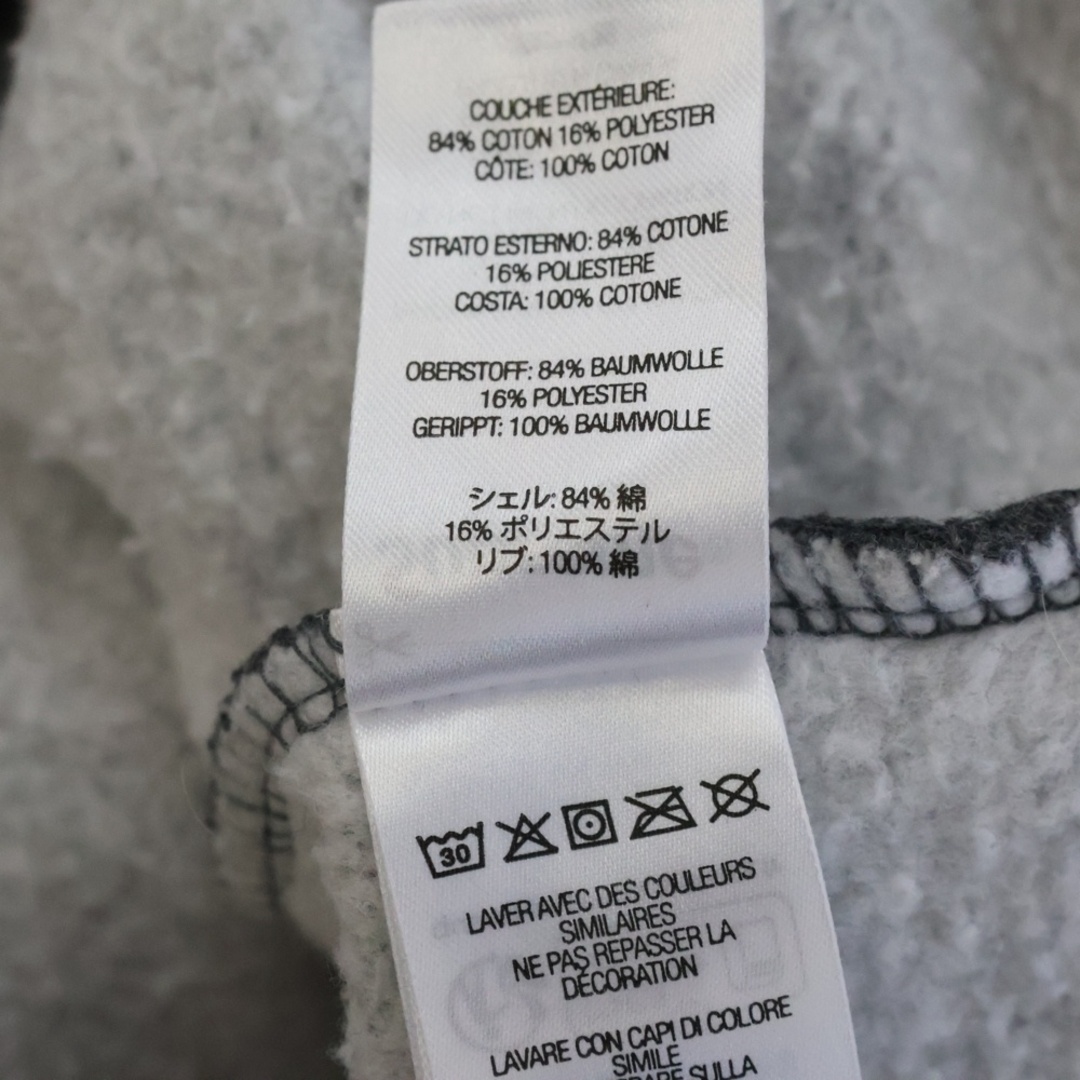 COUCHE EXTÉRIEURE:
84% COTON 16% POLYESTER
CÔTE: 100% COTON
STRATO ESTERNO: 84% COTONE
16% POLIESTERE
COSTA: 100% COTONE
OBERSTOFF: 84% BAUMWOLLE
16% POLYESTER
GERIPPT: 100% BAUMWOLLE
シェル: 84% 綿
16% ポリエステル
リブ: 100% 綿
30
LAVER AVEC DES COULEURS
SIMILAIRES
NE PAS REPASSER LA
DÉCORATION
LAVARE CON CAPI DI COLORE
SIMILE
SULLA